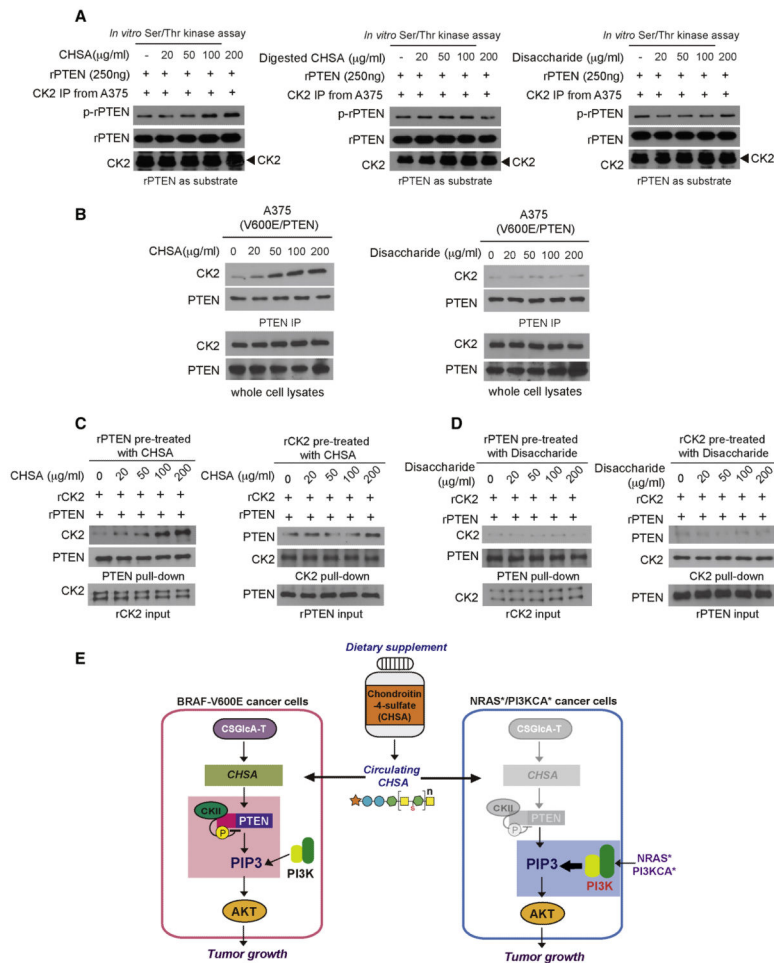 A
In vitro Ser/Thr kinase assay
CHSA(μg/ml) - 20 50 100 200
rPTEN (250ng) + + + + +
CK2 IP from A375 + + + + +
p-rPTEN
rPTEN
CK2
rPTEN as substrate
CK2
In vitro Ser/Thr kinase assay
Digested CHSA (μg/ml) - 20 50 100 200
rPTEN (250ng) + + + + +
CK2 IP from A375 + + + + +
p-rPTEN
rPTEN
CK2
rPTEN as substrate
CK2
In vitro Ser/Thr kinase assay
Disaccharide (μg/ml) - 20 50 100 200
rPTEN (250ng) + + + + +
CK2 IP from A375 + + + + +
p-rPTEN
rPTEN
CK2
rPTEN as substrate
CK2
B
A375
(V600E/PTEN)
CHSA(μg/ml) 0 20 50 100 200
CK2
PTEN
PTEN IP
CK2
PTEN
whole cell lysates
A375
(V600E/PTEN)
Disaccharide (μg/ml) 0 20 50 100 200
CK2
PTEN
PTEN IP
CK2
PTEN
whole cell lysates
C
rPTEN pre-treated
with CHSA
CHSA (μg/ml) 0 20 50 100 200
rCK2 + + + + +
rPTEN + + + + +
CK2
PTEN
PTEN pull-down
CK2
rCK2 input
rCK2 pre-treated
with CHSA
CHSA (μg/ml) 0 20 50 100 200
rCK2 + + + + +
rPTEN + + + + +
PTEN
CK2
CK2 pull-down
PTEN
rPTEN input
D
rPTEN pre-treated
with Disaccharide
Disaccharide
(μg/ml) 0 20 50 100 200
rCK2 + + + + +
rPTEN + + + + +
CK2
PTEN
PTEN pull-down
CK2
rCK2 input
rCK2 pre-treated
with Disaccharide
Disaccharide
(μg/ml) 0 20 50 100 200
rCK2 + + + + +
rPTEN + + + + +
PTEN
CK2
CK2 pull-down
PTEN
rPTEN input
E
Dietary supplement
Chondroitin
-4-sulfate
(CHSA)
Circulating
CHSA
n
s
BRAF-V600E cancer cells
CSGlcA-T
CHSA
CKII
PTEN
P
PIP3
PI3K
AKT
Tumor growth
NRAS*/PI3KCA* cancer cells
CSGlcA-T
CHSA
CKII
PTEN
P
PIP3
PI3K
NRAS*
PI3KCA*
AKT
Tumor growth